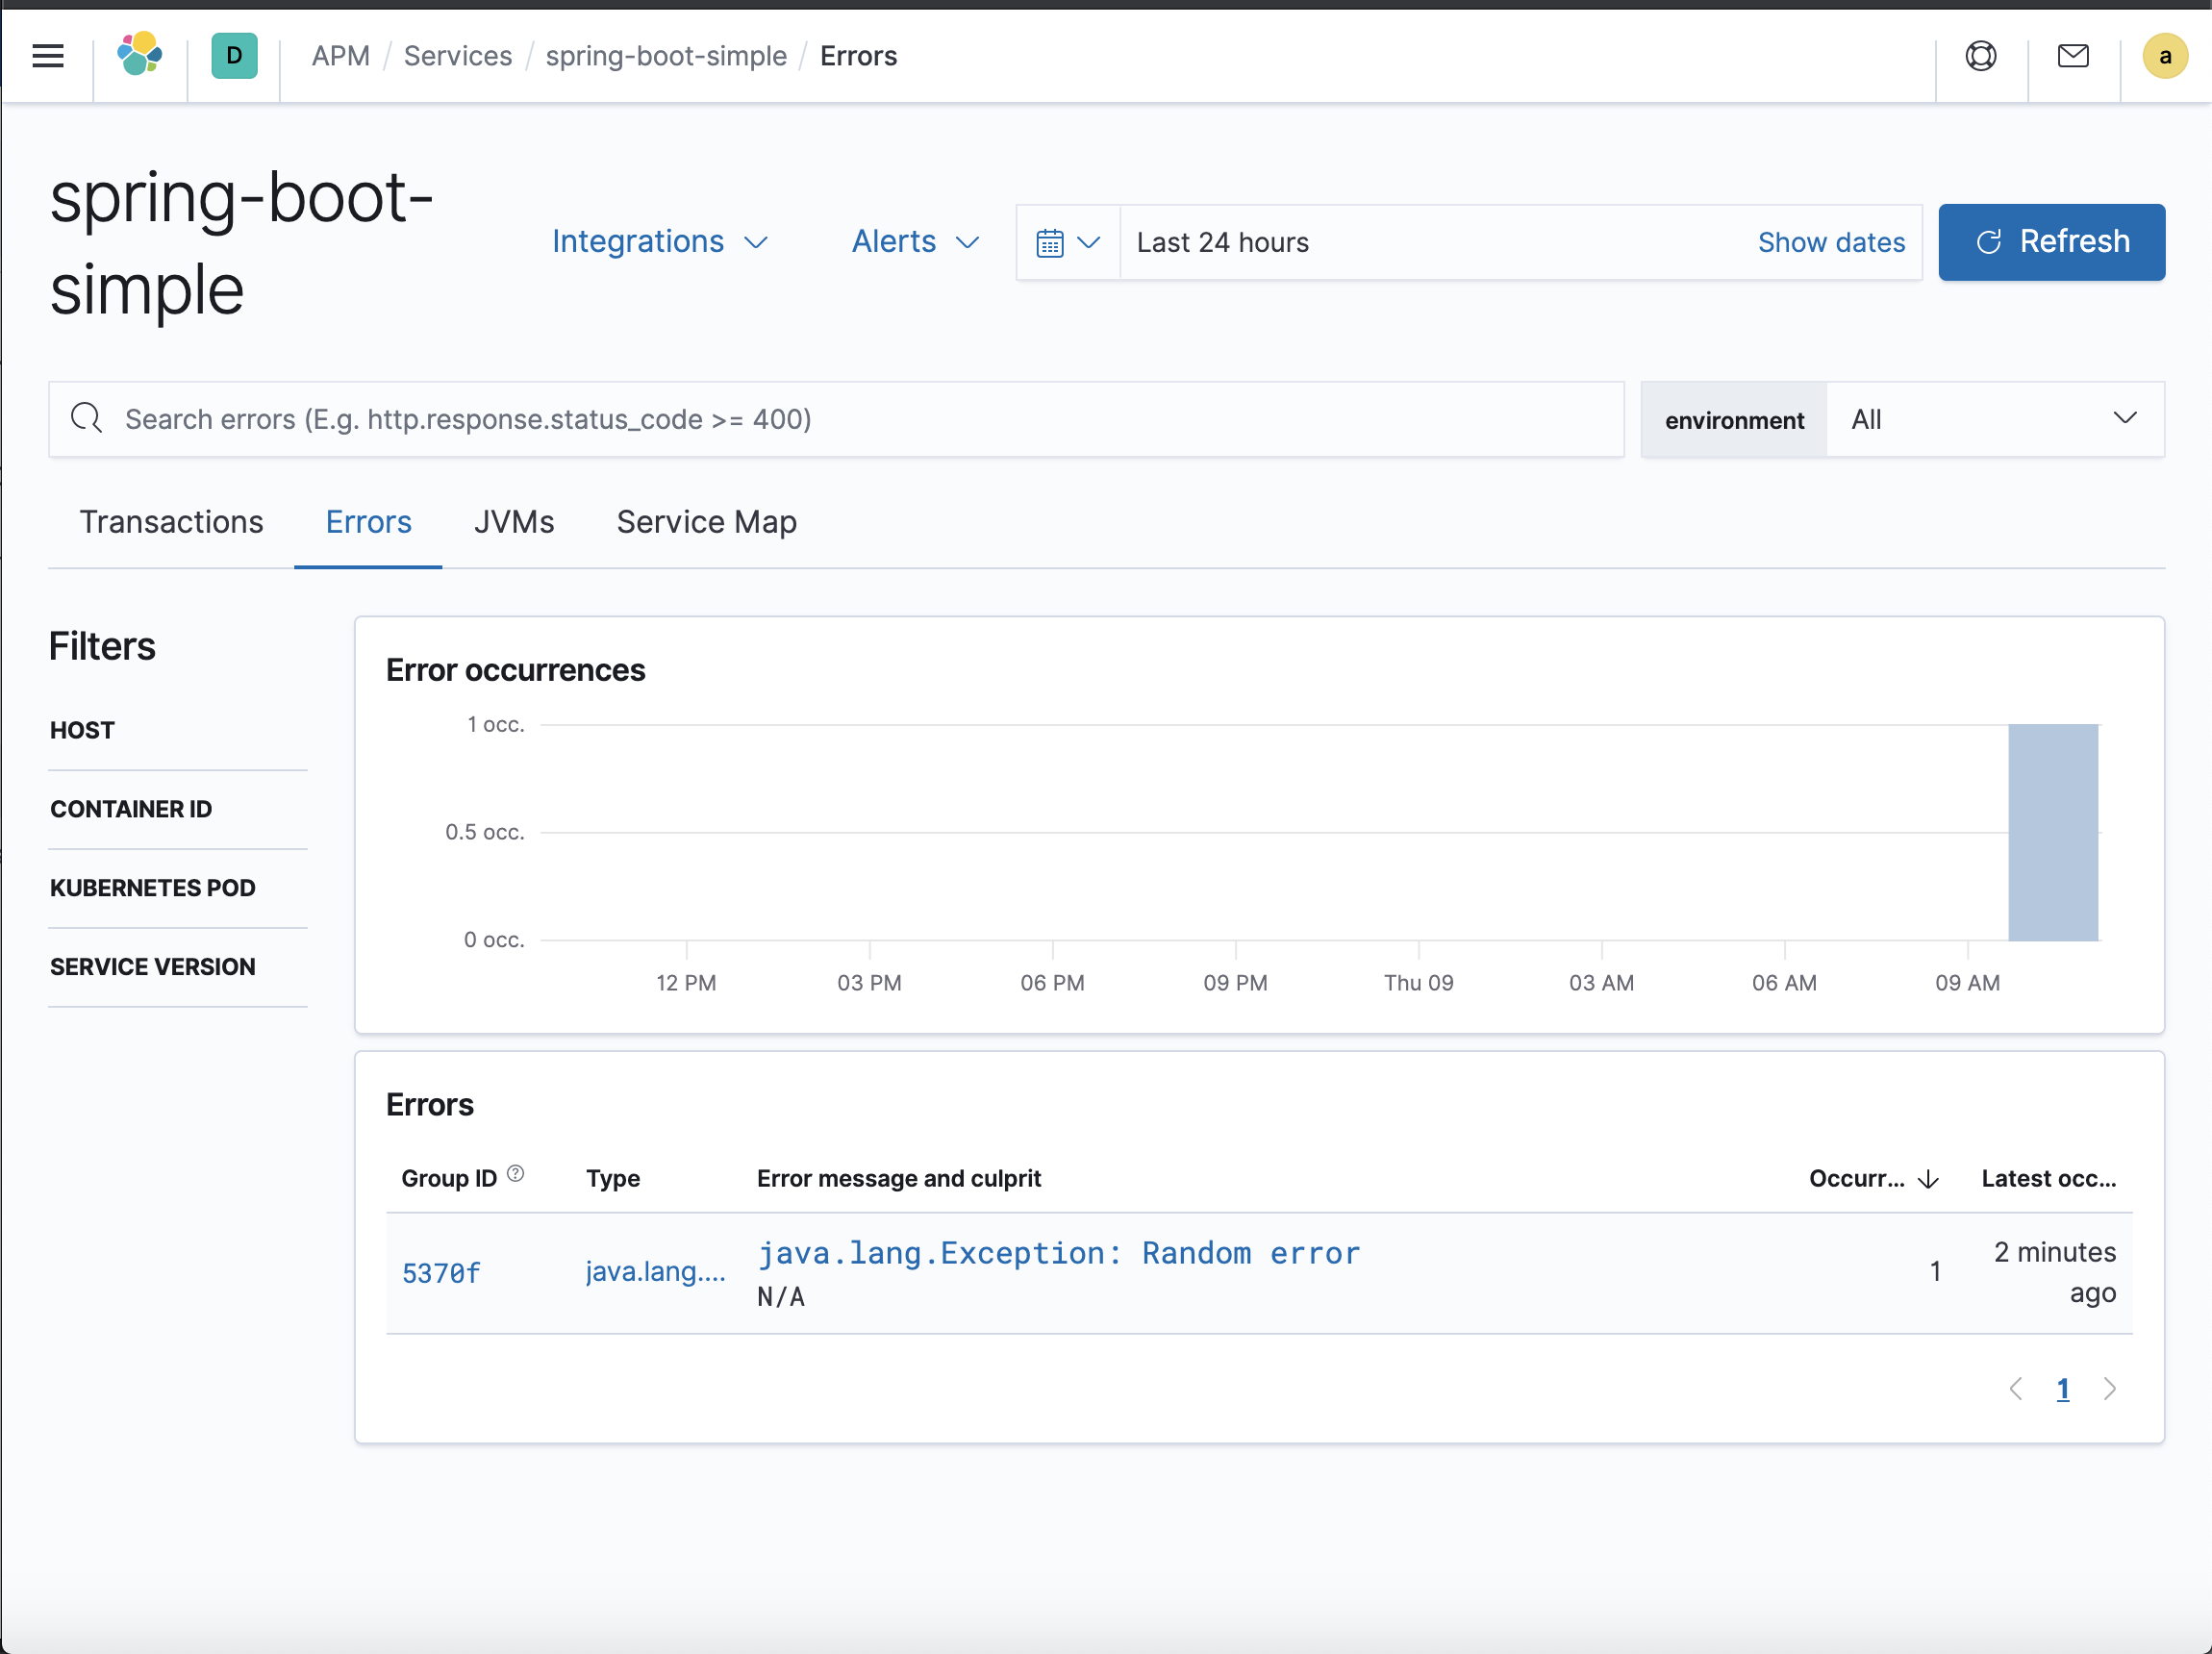 D
APM / Services / spring-boot-simple / Errors
a
spring-boot-
simple
Integrations
Alerts
Last 24 hours
Show dates
Refresh
Search errors (E.g. http.response.status_code >= 400)
environment
All
Transactions
Errors
JVMs
Service Map
Filters
HOST
CONTAINER ID
KUBERNETES POD
SERVICE VERSION
Error occurrences
1 occ.
0.5 occ.
0 occ.
12 PM
03 PM
06 PM
09 PM
Thu 09
03 AM
06 AM
09 AM
Errors
Group ID ?
Type
Error message and culprit
Occurr...
Latest occ...
5370f
java.lang....
java.lang.Exception: Random error
N/A
1
2 minutes
ago
1